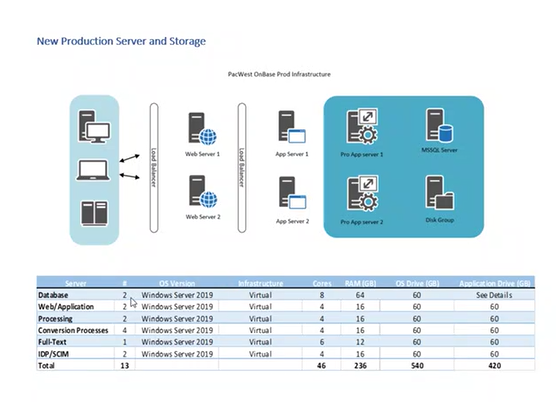 New Production Server and Storage
PacWest OnBase Prod Infrastructure
Load Balancer
Web Server 1
Web Server 2
Load Balancer
App Server 1
App Server 2
Pro App server 1
Pro App server 2
MSSQL Server
Disk Group
Server # OS Version Infrastructure Cores RAM (GB) OS Drive (GB) Application Drive (GB)
Database 2 Windows Server 2019 Virtual 8 64 60 See Details
Web/Application 2 Windows Server 2019 Virtual 4 16 60 60
Processing 2 Windows Server 2019 Virtual 4 16 60 60
Conversion Processes 4 Windows Server 2019 Virtual 4 16 60 60
Full-Text 1 Windows Server 2019 Virtual 6 12 60 60
IDP/SCIM 2 Windows Server 2019 Virtual 4 16 60 60
Total 13 46 236 540 420